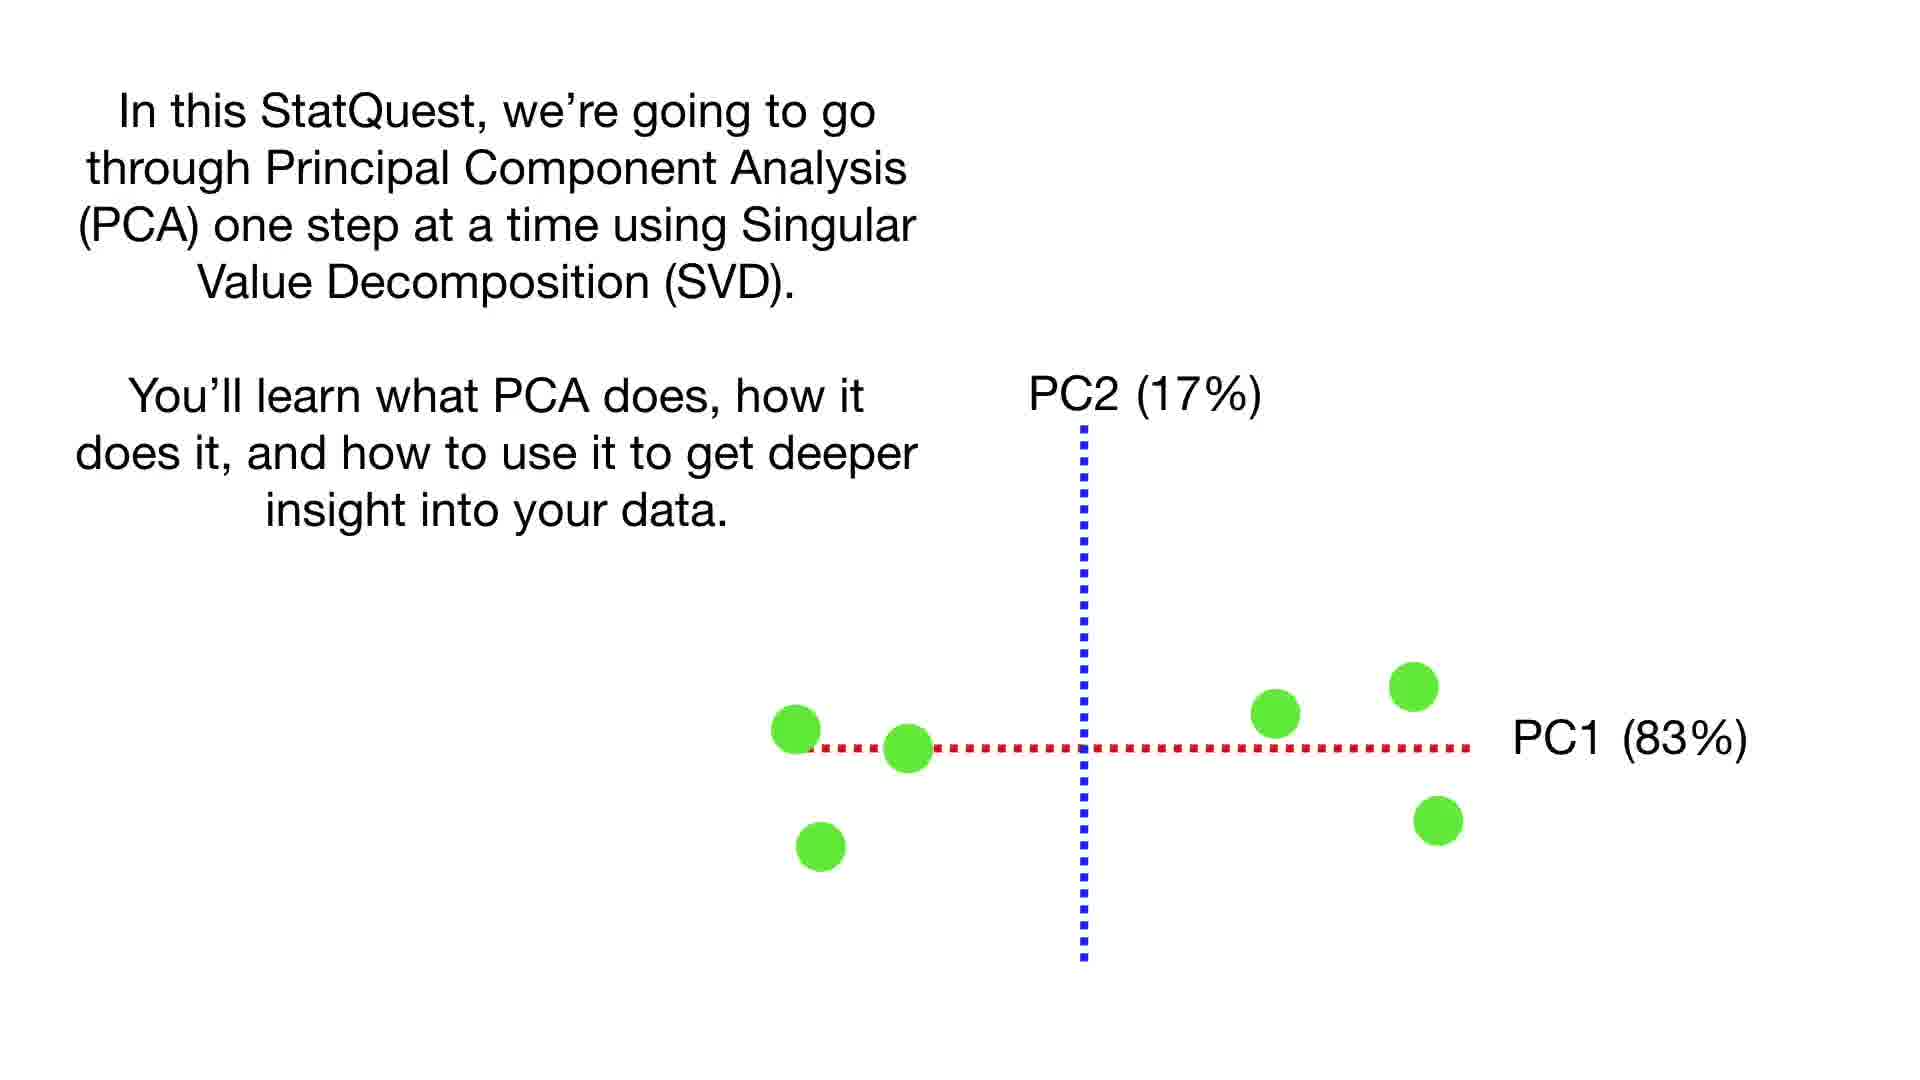 In this StatQuest, we’re going to go
through Principal Component Analysis
(PCA) one step at a time using Singular
Value Decomposition (SVD).
You’ll learn what PCA does, how it
does it, and how to use it to get deeper
insight into your data.
PC2 (17%)
PC1 (83%)